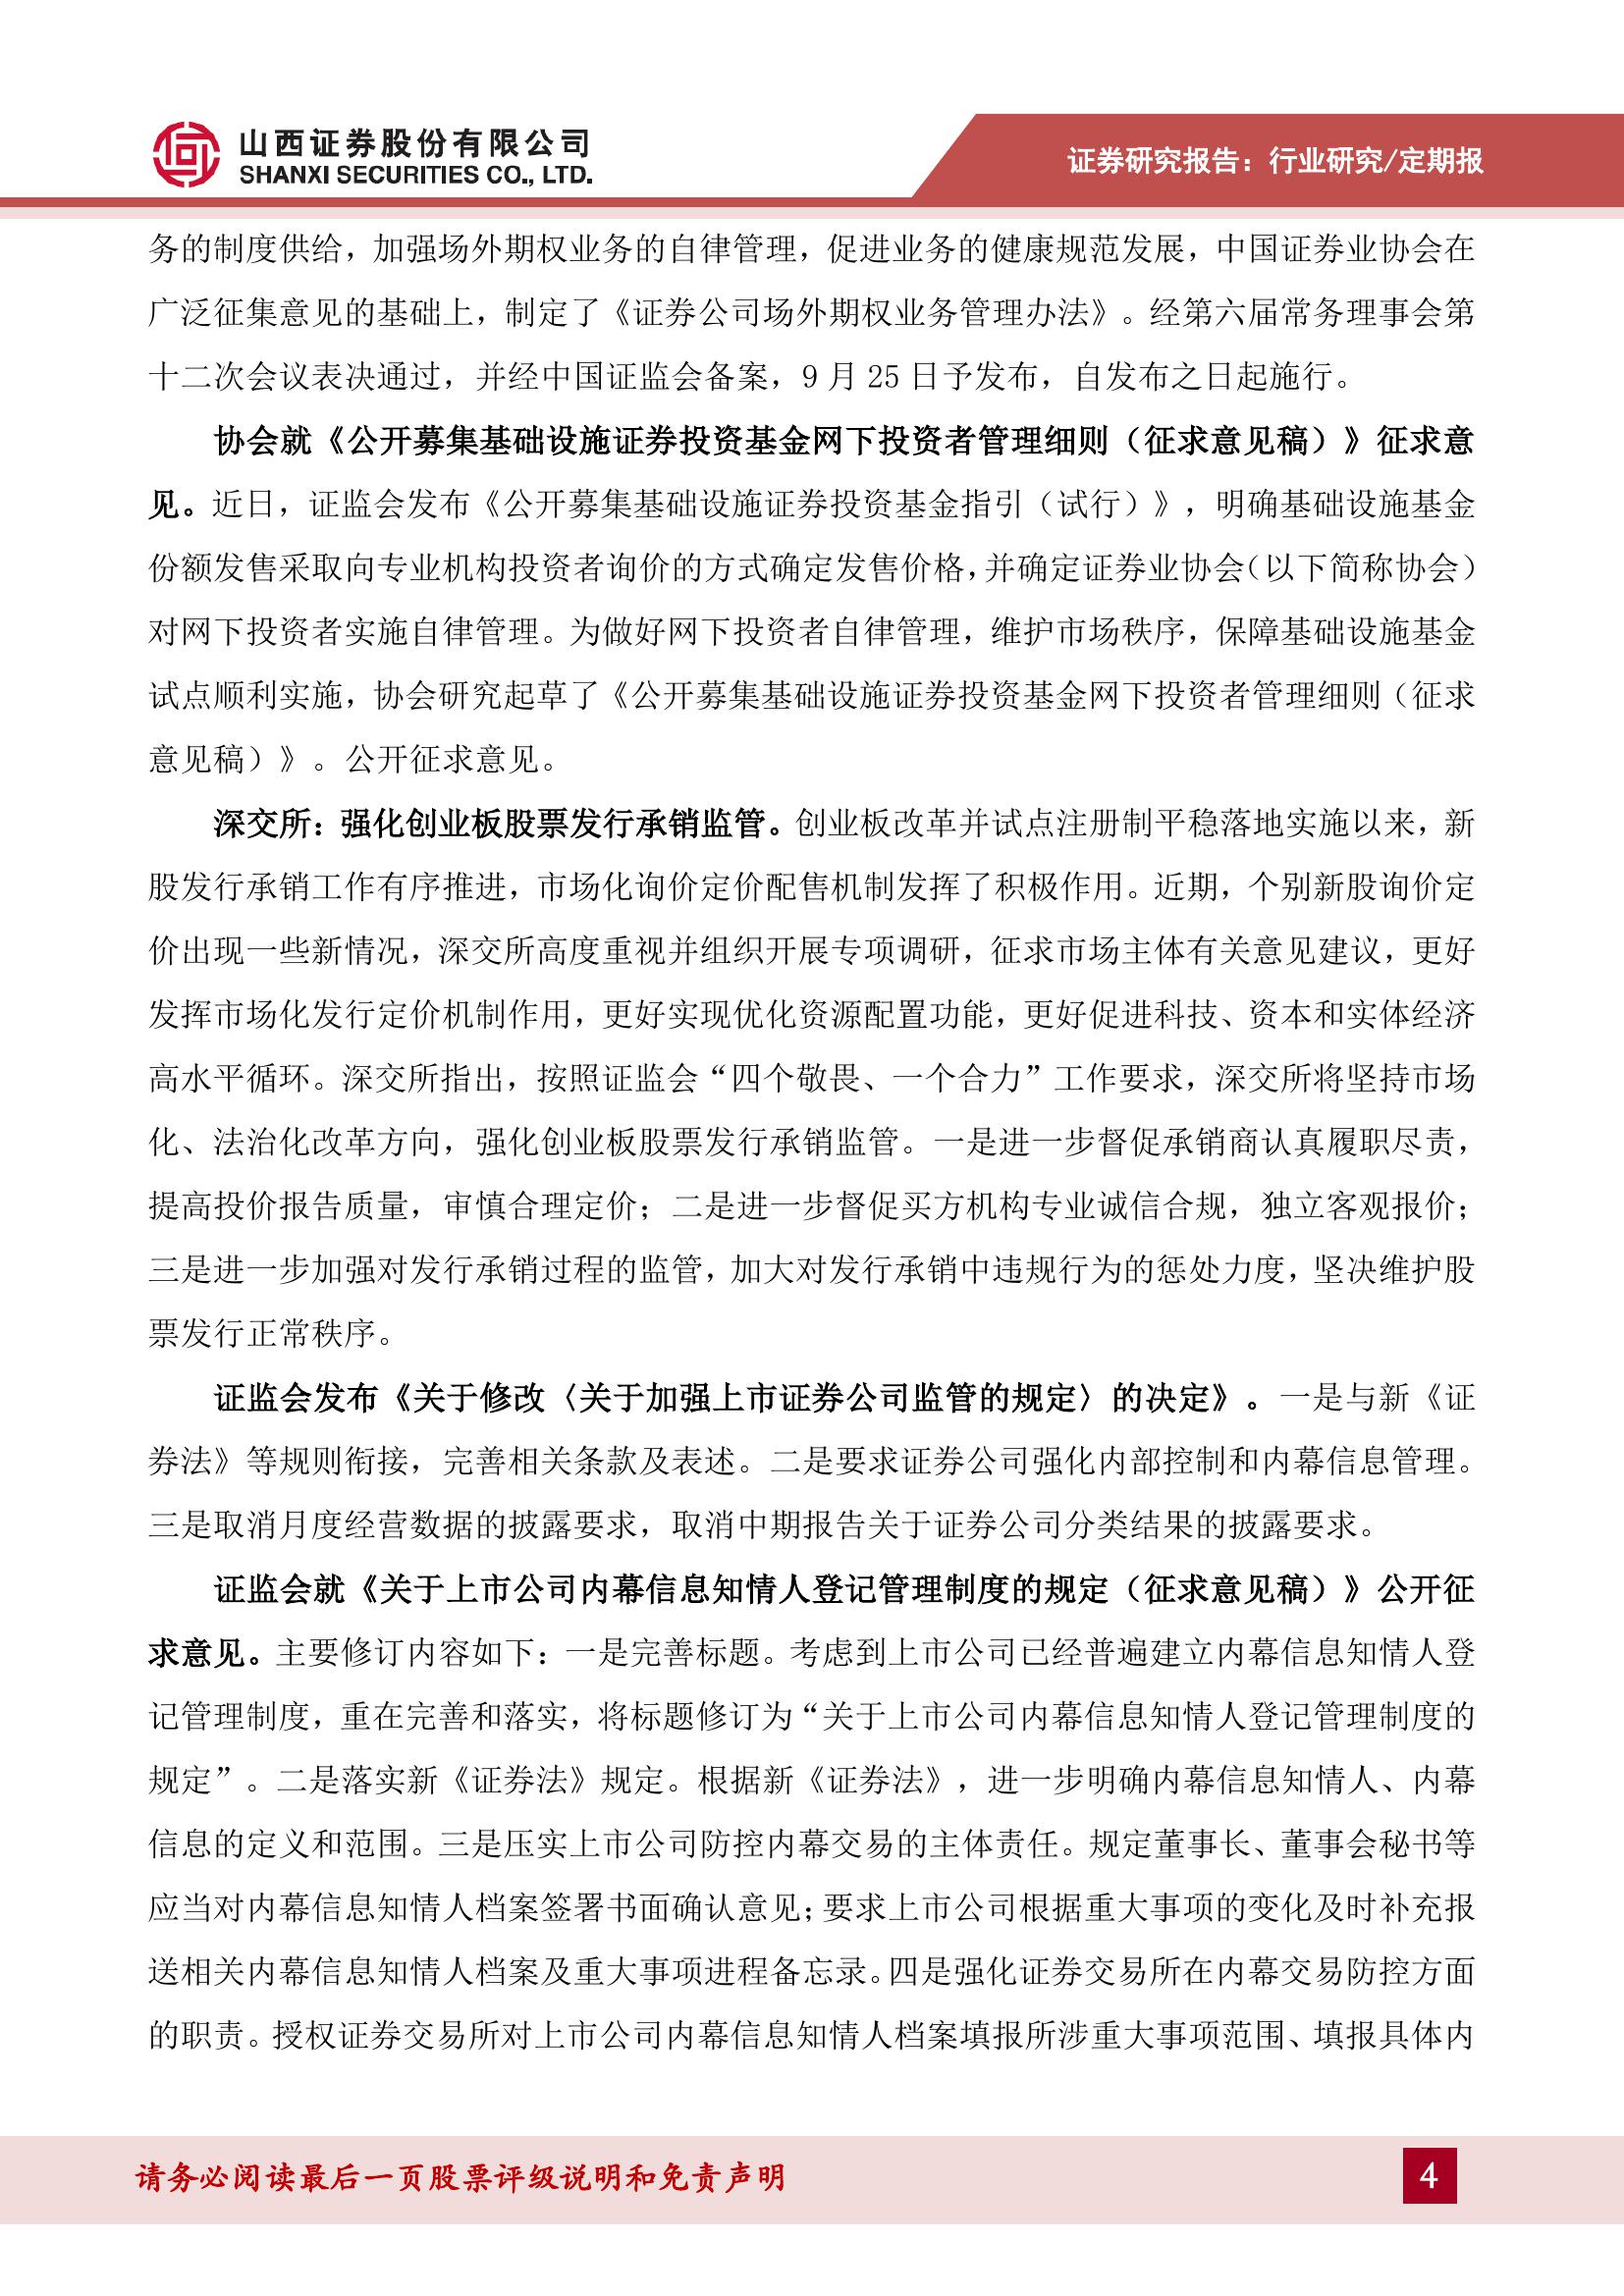 山西证券股份有限公司
SHANXI SECURITIES CO., LTD.
证券研究报告：行业研究/定期报
务的制度供给，加强场外期权业务的自律管理，促进业务的健康规范发展，中国证券业协会在
广泛征集意见的基础上，制定了《证券公司场外期权业务管理办法》。经第六届常务理事会第
十二次会议表决通过，并经中国证监会备案，9 月 25 日予发布，自发布之日起施行。
协会就《公开募集基础设施证券投资基金网下投资者管理细则（征求意见稿）》征求意
见。近日，证监会发布《公开募集基础设施证券投资基金指引（试行）》，明确基础设施基金
份额发售采取向专业机构投资者询价的方式确定发售价格，并确定证券业协会（以下简称协会）
对网下投资者实施自律管理。为做好网下投资者自律管理，维护市场秩序，保障基础设施基金
试点顺利实施，协会研究起草了《公开募集基础设施证券投资基金网下投资者管理细则（征求
意见稿）》。公开征求意见。
深交所：强化创业板股票发行承销监管。创业板改革并试点注册制平稳落地实施以来，新
股发行承销工作有序推进，市场化询价定价配售机制发挥了积极作用。近期，个别新股询价定
价出现一些新情况，深交所高度重视并组织开展专项调研，征求市场主体有关意见建议，更好
发挥市场化发行定价机制作用，更好实现优化资源配置功能，更好促进科技、资本和实体经济
高水平循环。深交所指出，按照证监会“四个敬畏、一个合力”工作要求，深交所将坚持市场
化、法治化改革方向，强化创业板股票发行承销监管。一是进一步督促承销商认真履职尽责，
提高投价报告质量，审慎合理定价；二是进一步督促买方机构专业诚信合规，独立客观报价；
三是进一步加强对发行承销过程的监管，加大对发行承销中违规行为的惩处力度，坚决维护股
票发行正常秩序。
证监会发布《关于修改〈关于加强上市证券公司监管的规定〉的决定》。一是与新《证
券法》等规则衔接，完善相关条款及表述。二是要求证券公司强化内部控制和内幕信息管理。
三是取消月度经营数据的披露要求，取消中期报告关于证券公司分类结果的披露要求。
证监会就《关于上市公司内幕信息知情人登记管理制度的规定（征求意见稿）》公开征
求意见。主要修订内容如下：一是完善标题。考虑到上市公司已经普遍建立内幕信息知情人登
记管理制度，重在完善和落实，将标题修订为“关于上市公司内幕信息知情人登记管理制度的
规定”。二是落实新《证券法》规定。根据新《证券法》，进一步明确内幕信息知情人、内幕
信息的定义和范围。三是压实上市公司防控内幕交易的主体责任。规定董事长、董事会秘书等
应当对内幕信息知情人档案签署书面确认意见；要求上市公司根据重大事项的变化及时补充报
送相关内幕信息知情人档案及重大事项进程备忘录。四是强化证券交易所在内幕交易防控方面
的职责。授权证券交易所对上市公司内幕信息知情人档案填报所涉重大事项范围、填报具体内
请务必阅读最后一页股票评级说明和免责声明
4